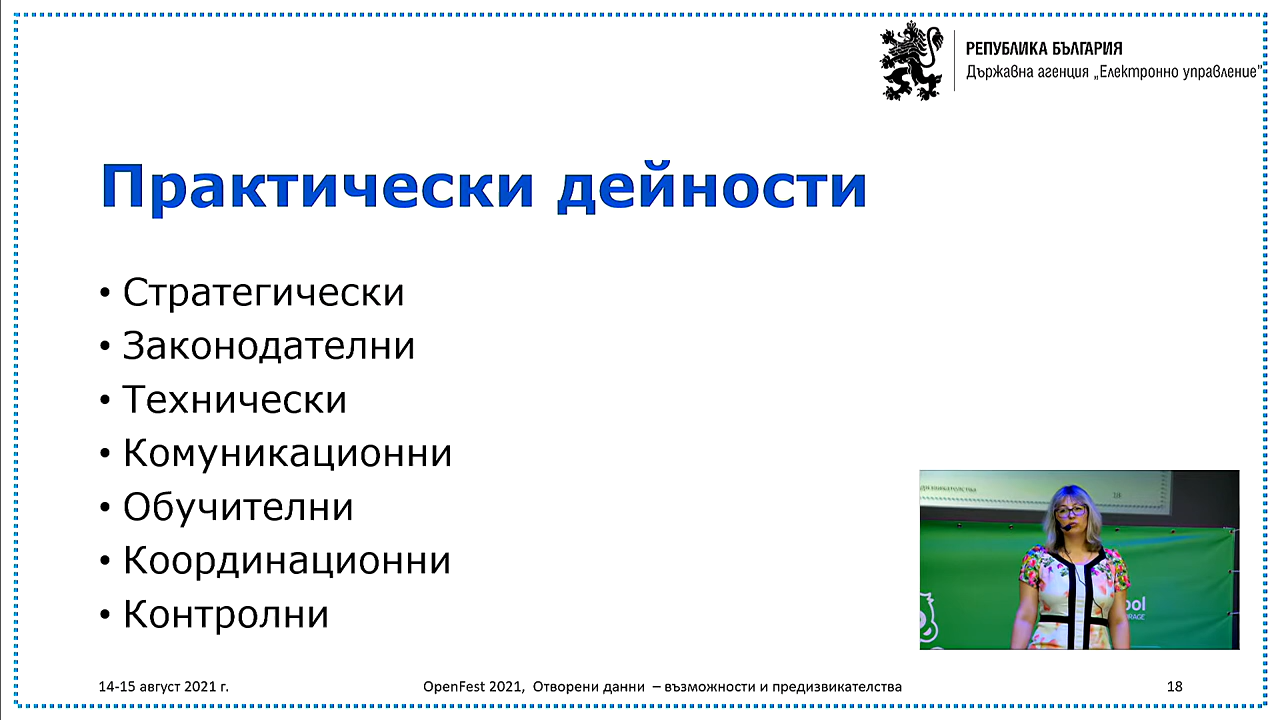 РЕПУБЛИКА БЪЛГАРИЯ
Държавна агенция „Електронно управление”
Практически дейности
• Стратегически
• Законодателни
• Технически
• Комуникационни
• Обучителни
• Координационни
• Контролни
18
14-15 август 2021 г.
OpenFest 2021, Отворени данни – възможности и предизвикателства
18